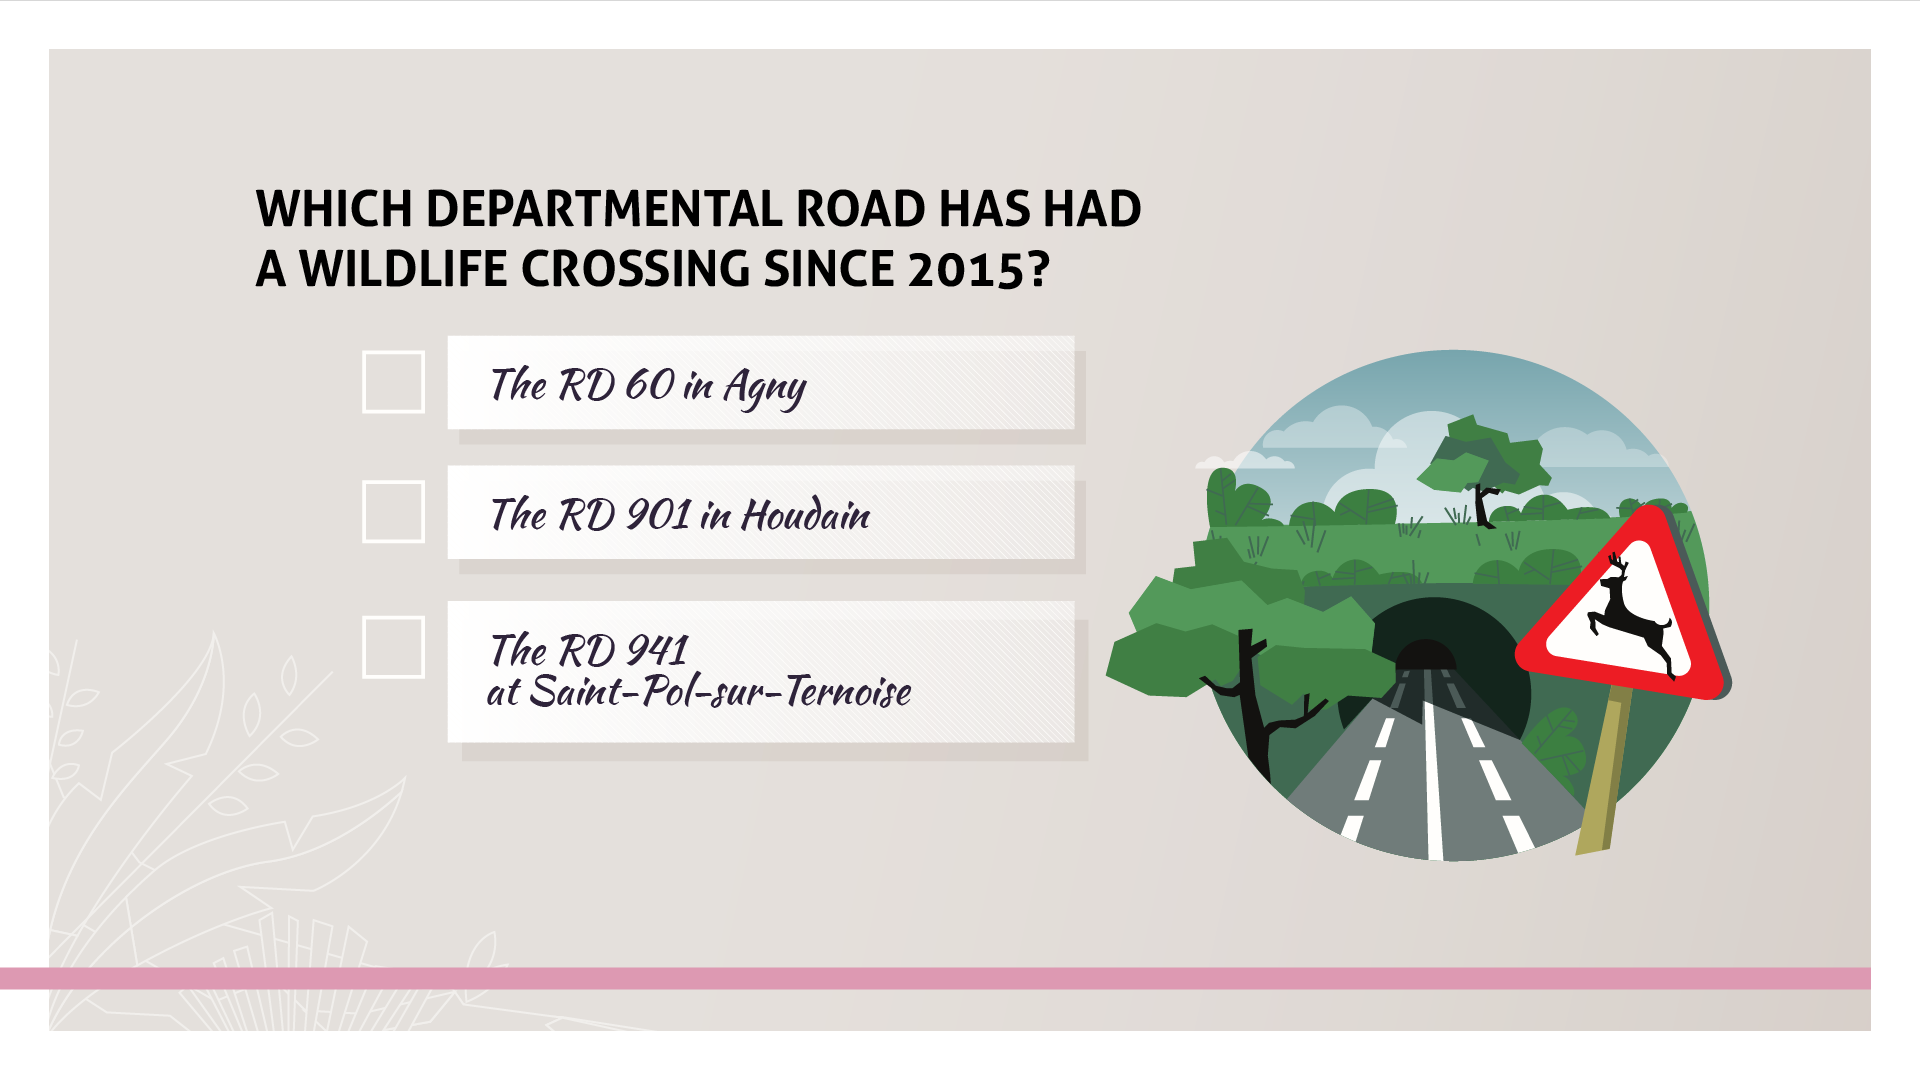 WHICH DEPARTMENTAL ROAD HAS HAD
A WILDLIFE CROSSING SINCE 2015?
The RD 60 in Agny
The RD 901 in Houdain
The RD 941
at Saint-Pol-sur-Ternoise